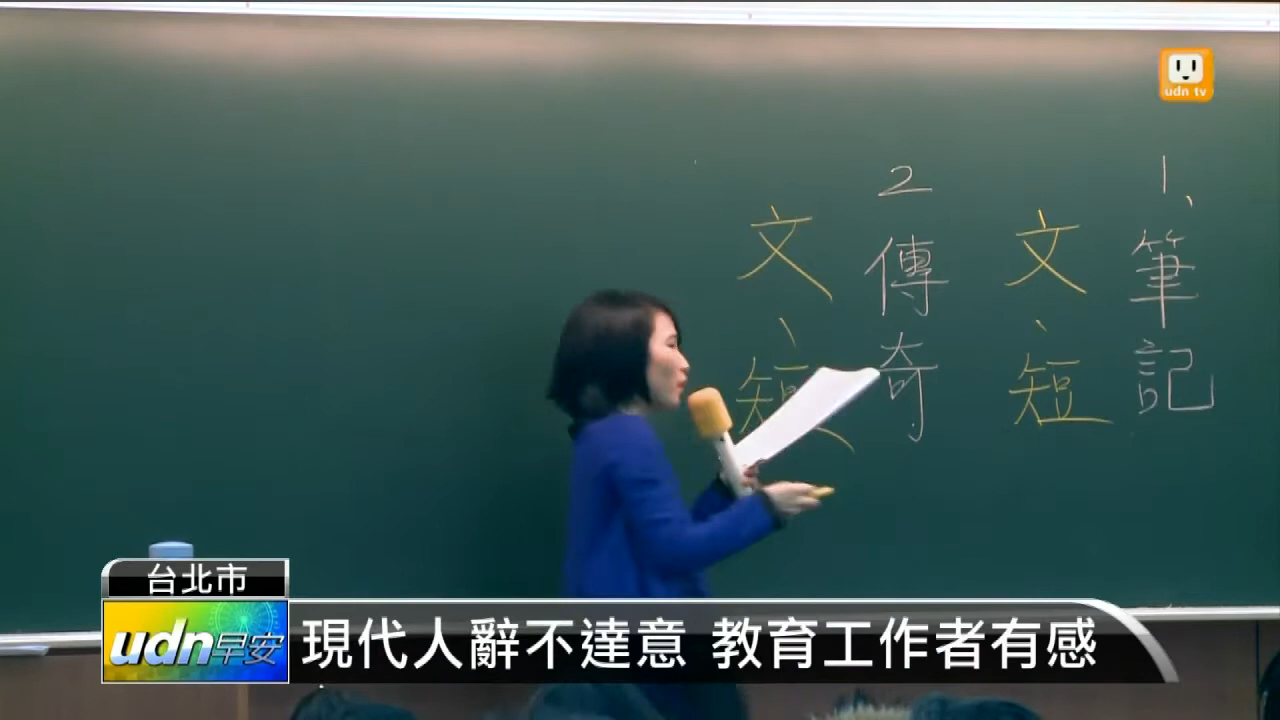 udn tv
1、筆記
文、短
2傳奇
文、短
台北市
udn早安
現代人辭不達意 教育工作者有感